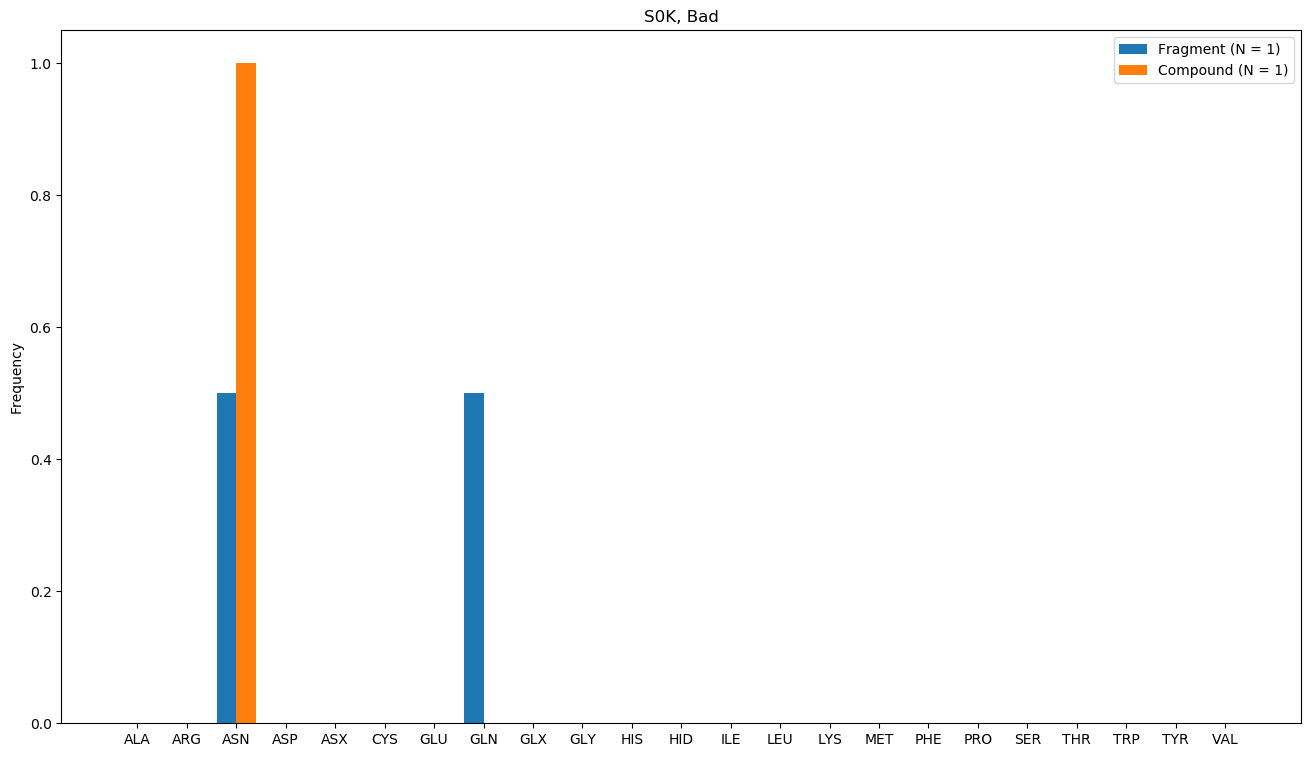 S0K, Bad
Fragment (N = 1)
Compound (N = 1)
Frequency
1.0
0.8
0.6
0.4
0.2
0.0
ALA ARG ASN ASP ASX CYS GLU GLN GLX GLY HIS HID ILE LEU LYS MET PHE PRO SER THR TRP TYR VAL